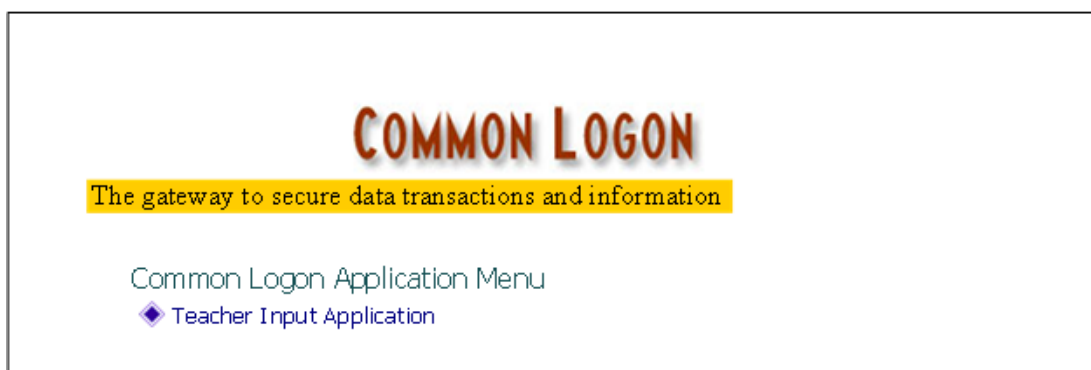 COMMON LOGON
The gateway to secure data transactions and information
Common Logon Application Menu
Teacher Input Application